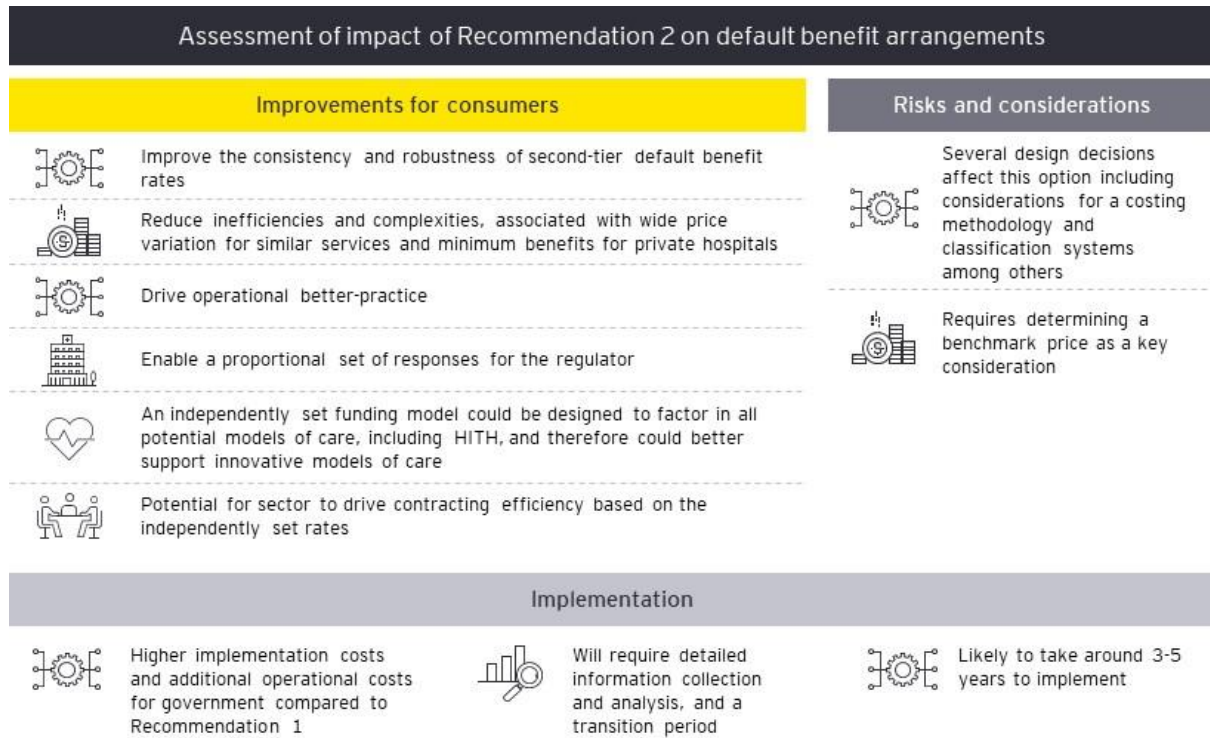 Assessment of impact of Recommendation 2 on default benefit arrangements
Improvements for consumers
Improve the consistency and robustness of second-tier default benefit
rates
Reduce inefficiencies and complexities, associated with wide price
variation for similar services and minimum benefits for private hospitals
Drive operational better-practice
Enable a proportional set of responses for the regulator
An independently set funding model could be designed to factor in all
potential models of care, including HITH, and therefore could better
support innovative models of care
Potential for sector to drive contracting efficiency based on the
independently set rates
Risks and considerations
Several design decisions
affect this option including
considerations for a costing
methodology and
classification systems
among others
Requires determining a
benchmark price as a key
consideration
Implementation
Higher implementation costs
and additional operational costs
for government compared to
Recommendation 1
Will require detailed
information collection
and analysis, and a
transition period
Likely to take around 3-5
years to implement